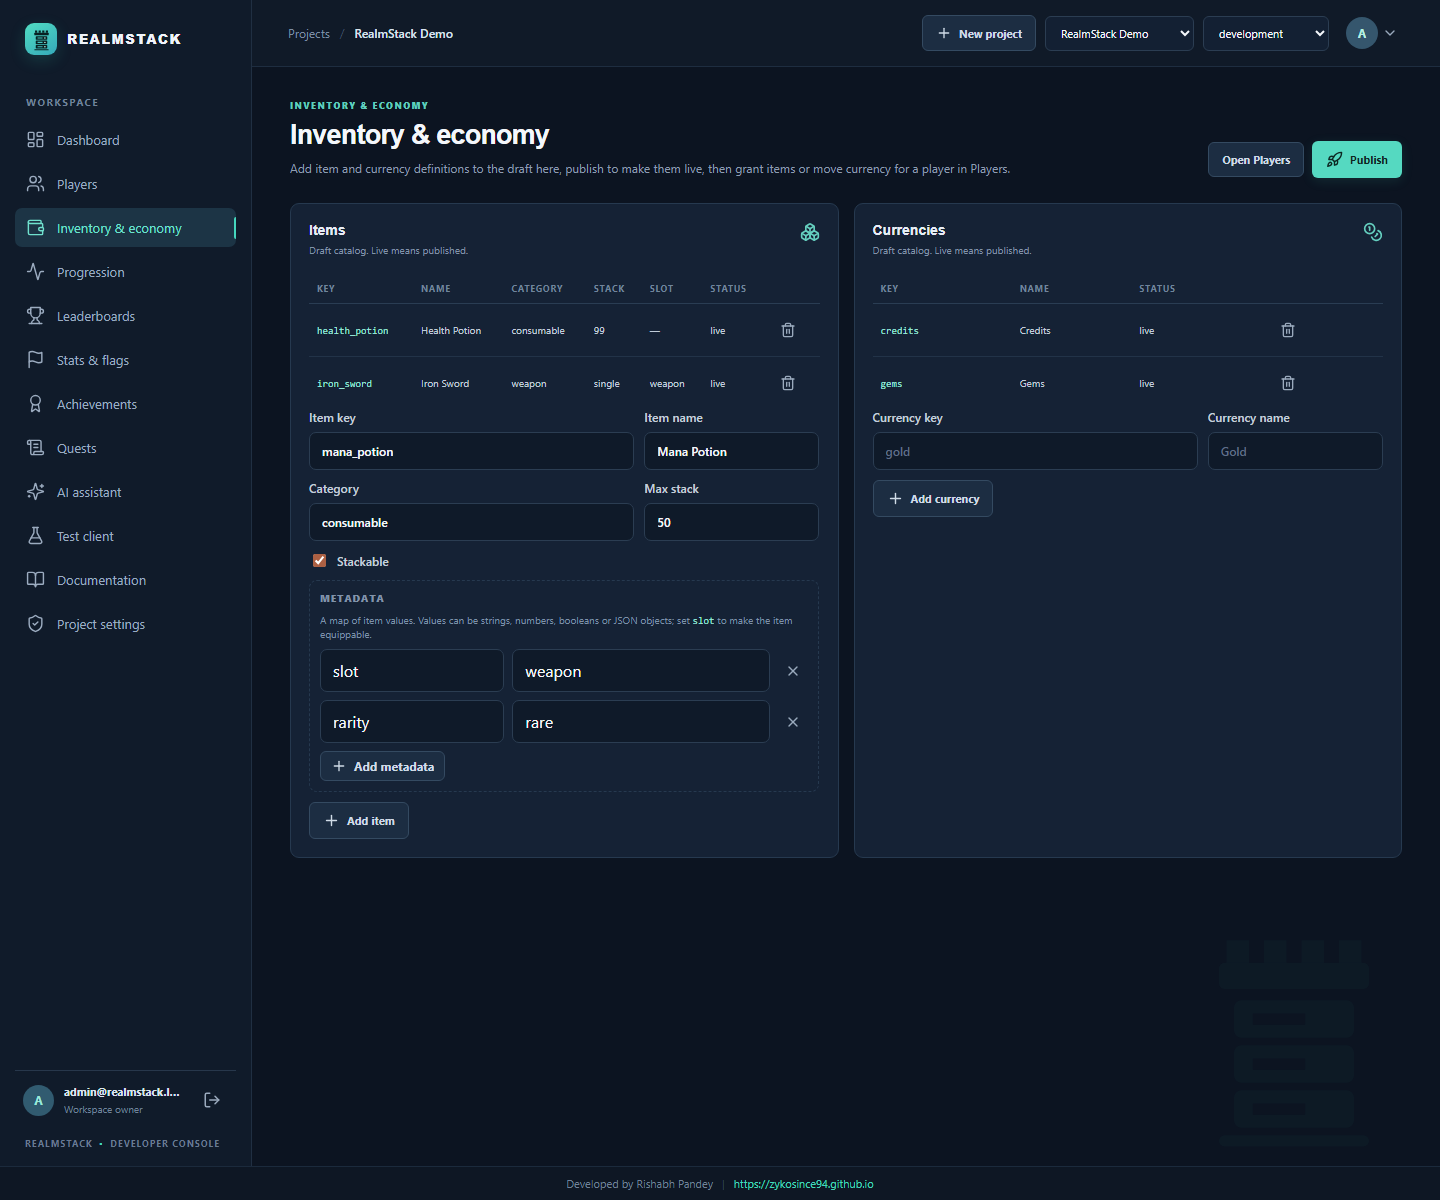 REALMSTACK
WORKSPACE
Dashboard
Players
Inventory & economy
Progression
Leaderboards
Stats & flags
Achievements
Quests
AI assistant
Test client
Documentation
Project settings
A
admin@realmstack.l...
Workspace owner
REALMSTACK • DEVELOPER CONSOLE
Projects / RealmStack Demo
New project
RealmStack Demo
development
A
INVENTORY & ECONOMY
Inventory & economy
Add item and currency definitions to the draft here, publish to make them live, then grant items or move currency for a player in Players.
Open Players
Publish
Items
Draft catalog. Live means published.
KEY NAME CATEGORY STACK SLOT STATUS
health_potion Health Potion consumable 99 — live
iron_sword Iron Sword weapon single weapon live
Item key Item name
mana_potion Mana Potion
Category Max stack
consumable 50
Stackable
METADATA
A map of item values. Values can be strings, numbers, booleans or JSON objects; set slot to make the item
equippable.
slot weapon
rarity rare
Add metadata
Add item
Currencies
Draft catalog. Live means published.
KEY NAME STATUS
credits Credits live
gems Gems live
Currency key Currency name
gold Gold
Add currency
Developed by Rishabh Pandey | https://zykosince94.github.io